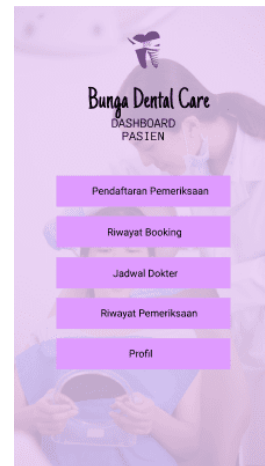 Bunga Dental Care
DASHBOARD
PASIEN
Pendaftaran Pemeriksaan
Riwayat Booking
Jadwal Dokter
Riwayat Pemeriksaan
Profil